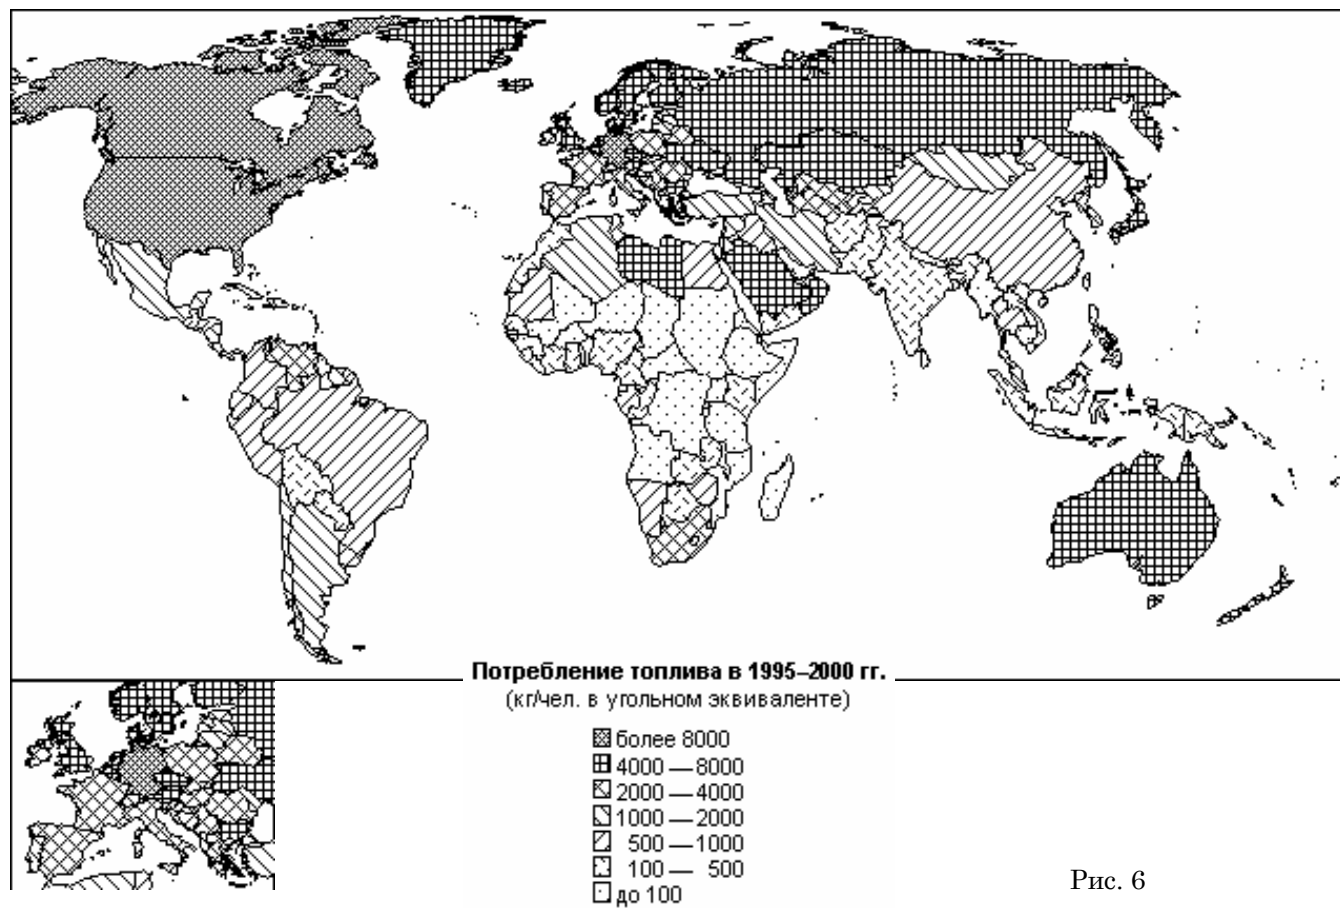 Потребление топлива в 1995–2000 гг.
(кг/чел. в угольном эквиваленте)
более 8000
4000 — 8000
2000 — 4000
1000 — 2000
500 — 1000
100 — 500
до 100
Рис. 6